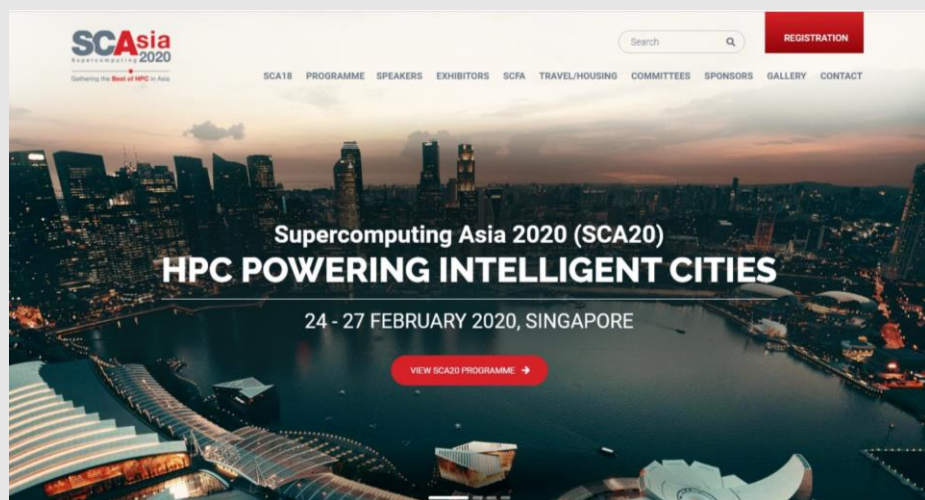 SCAsia
Supercomputing 2020
Gathering the Best of HPC in Asia
Search
REGISTRATION
SCA18 PROGRAMME SPEAKERS EXHIBITORS SCFA TRAVEL/HOUSING COMMITTEES SPONSORS GALLERY CONTACT
Supercomputing Asia 2020 (SCA20)
HPC POWERING INTELLIGENT CITIES
24 - 27 FEBRUARY 2020, SINGAPORE
VIEW SCA20 PROGRAMME